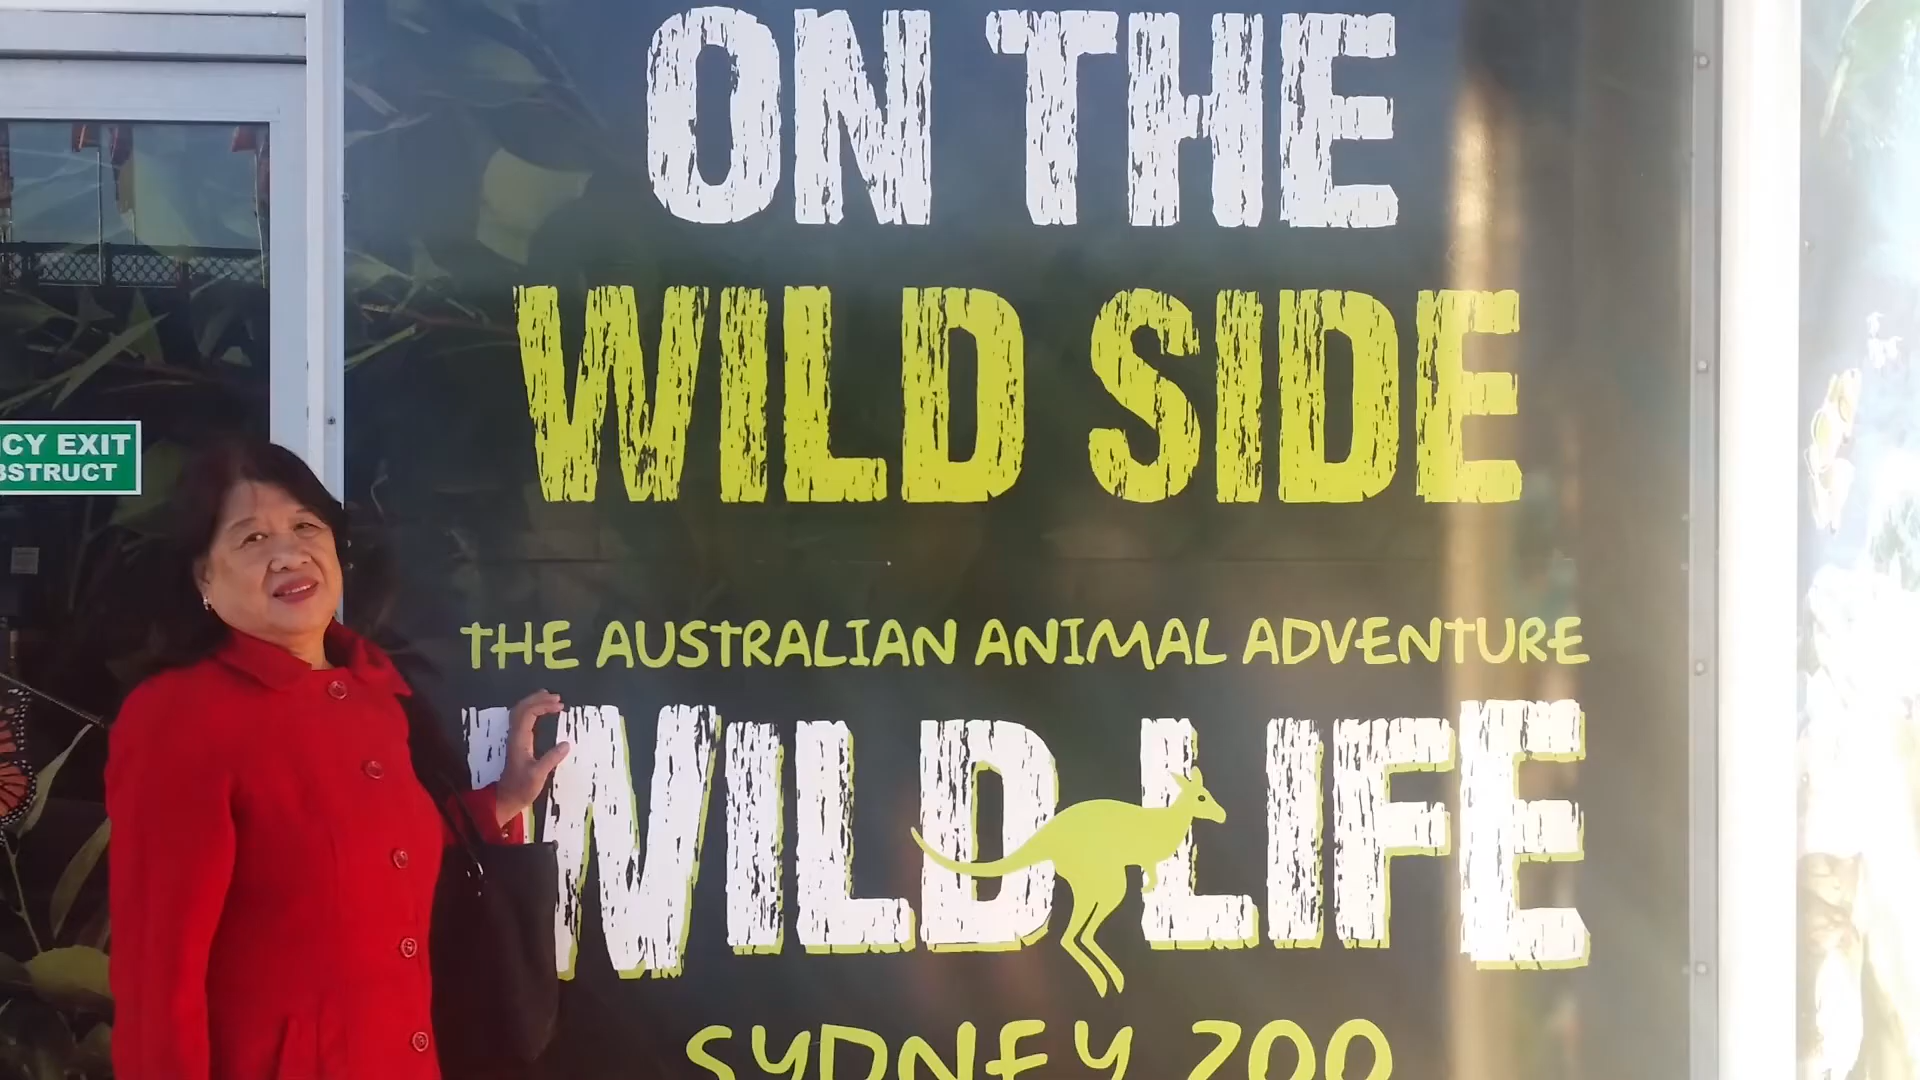 ON THE
WILD SIDE
CY EXIT
BSTRUCT
THE AUSTRALIAN ANIMAL ADVENTURE
WILD LIFE
SYDNEY ZOO